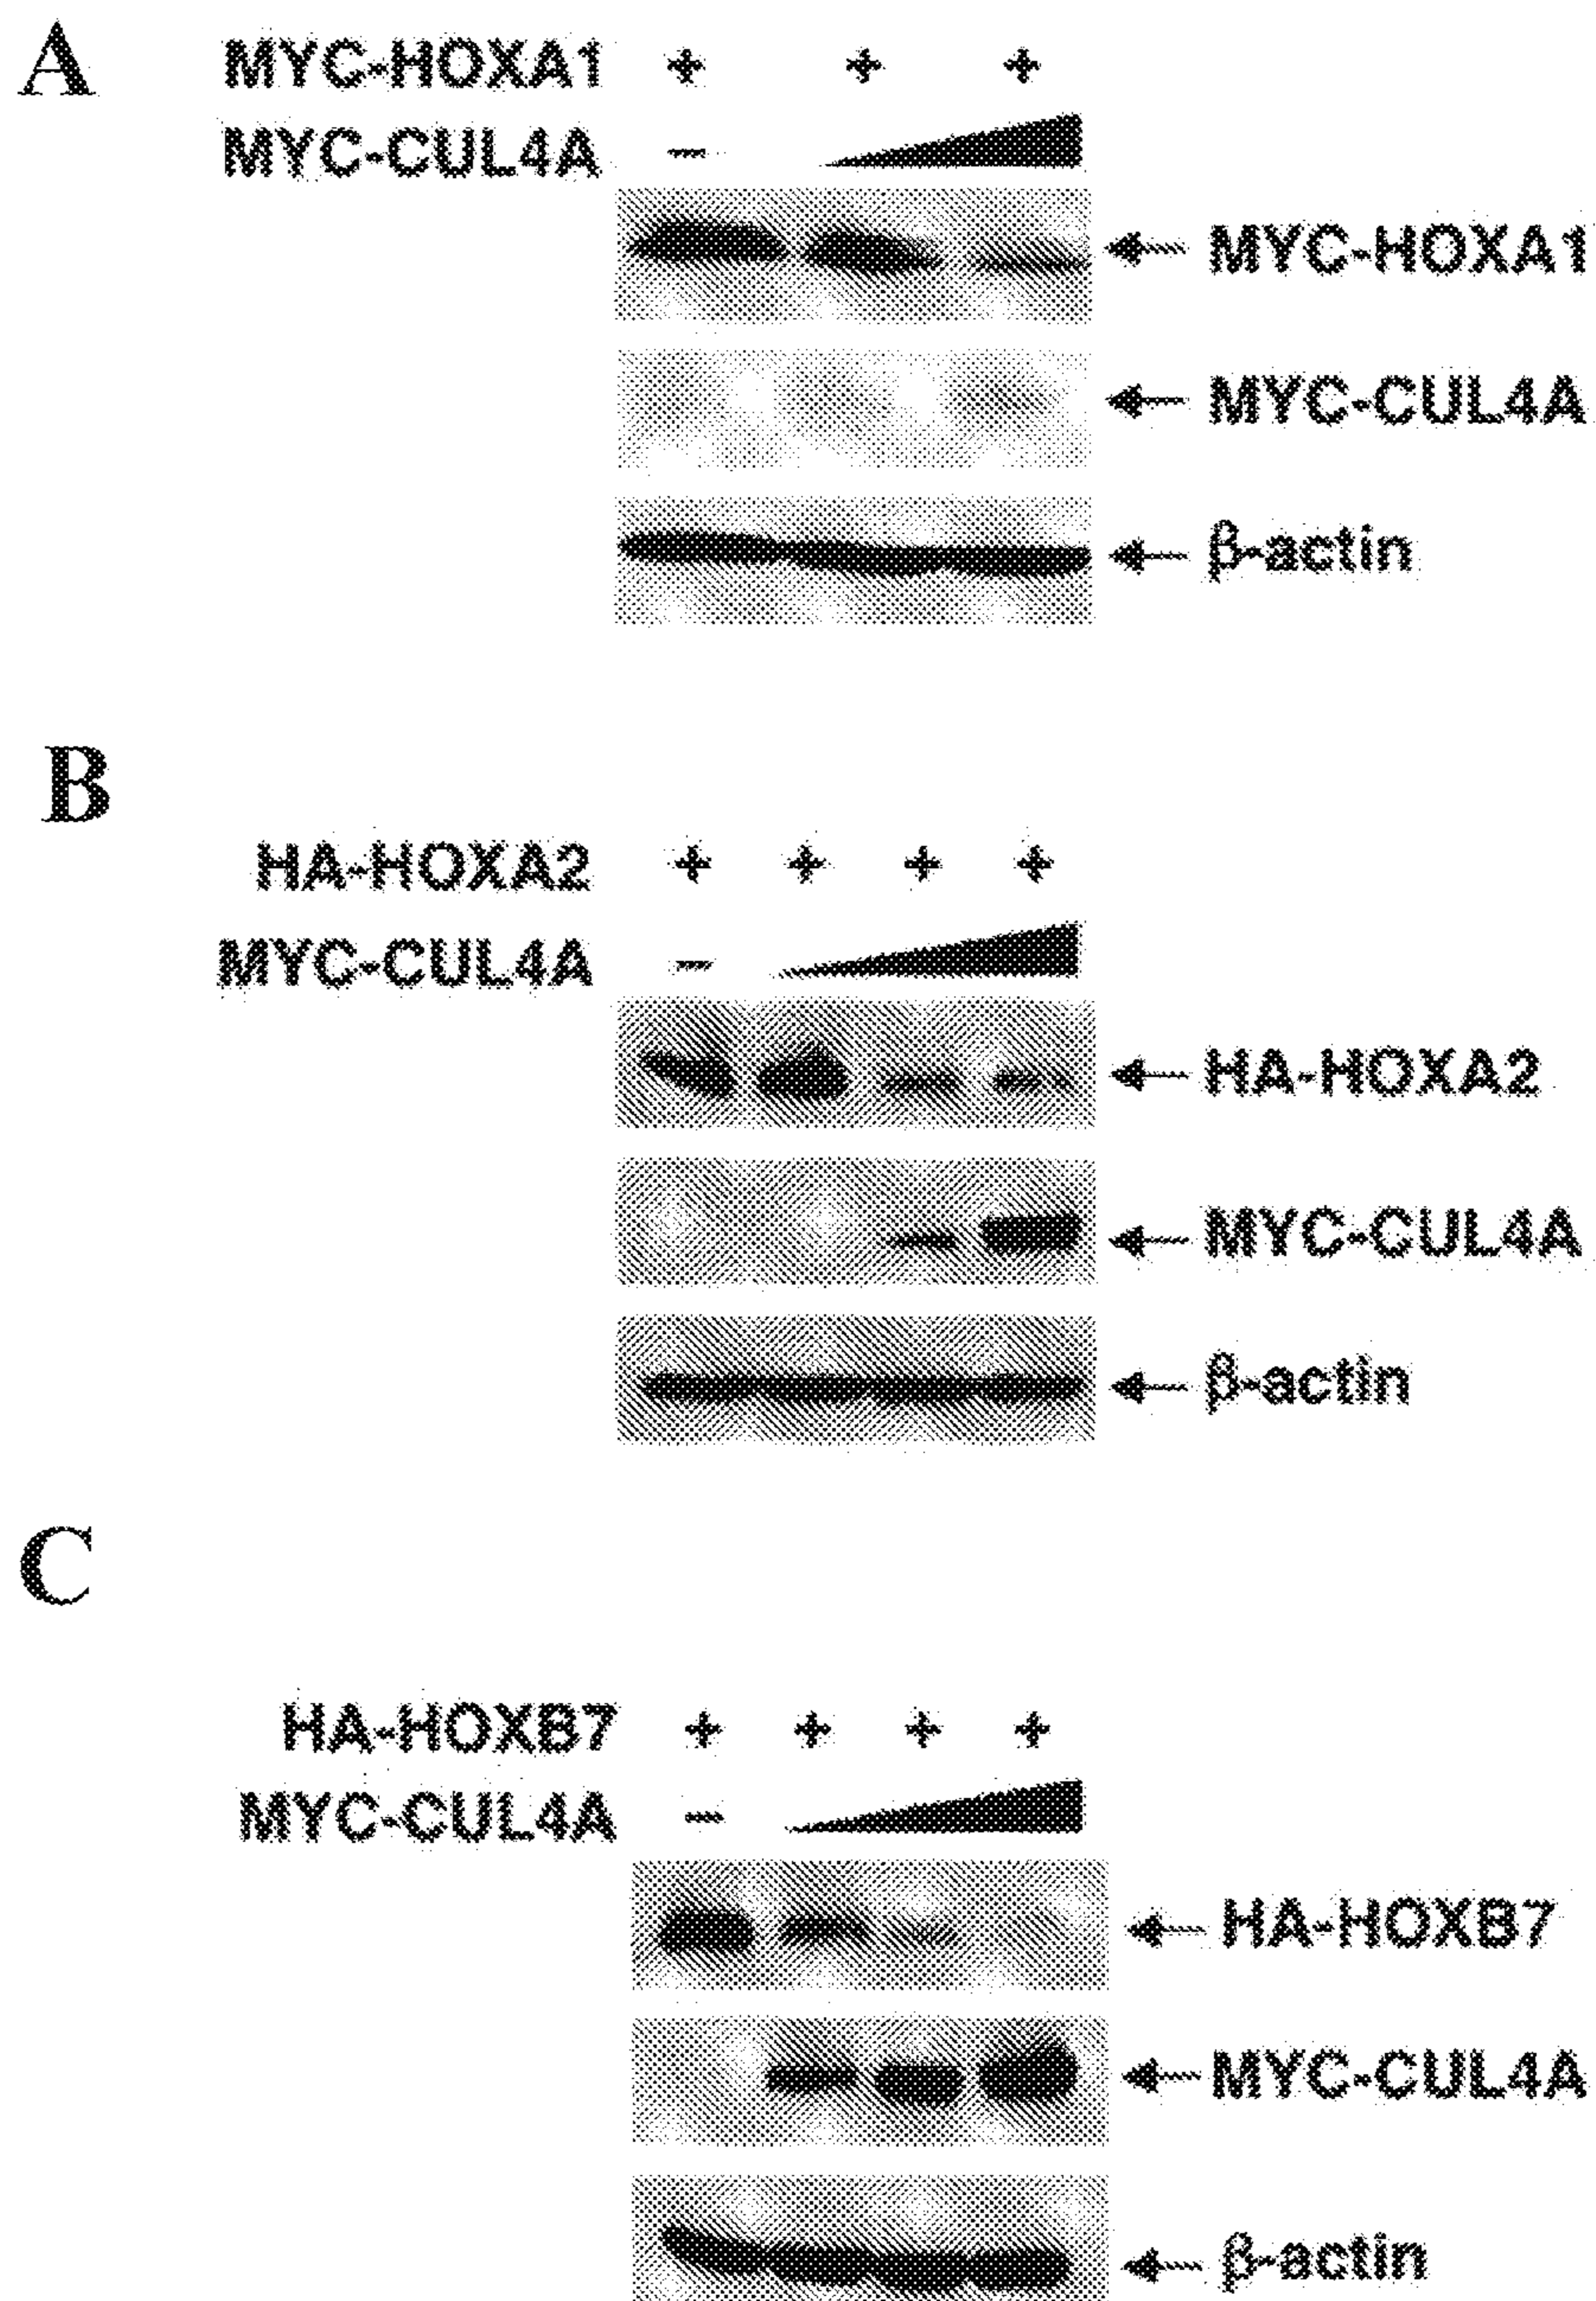 A
MYC-HOXA1 + + +
MYC-CUL4A −
MYC-HOXA1
MYC-CUL4A
β-actin
B
HA-HOXA2 + + + +
MYC-CUL4A −
HA-HOXA2
MYC-CUL4A
β-actin
C
HA-HOXB7 + + + +
MYC-CUL4A −
HA-HOXB7
MYC-CUL4A
β-actin